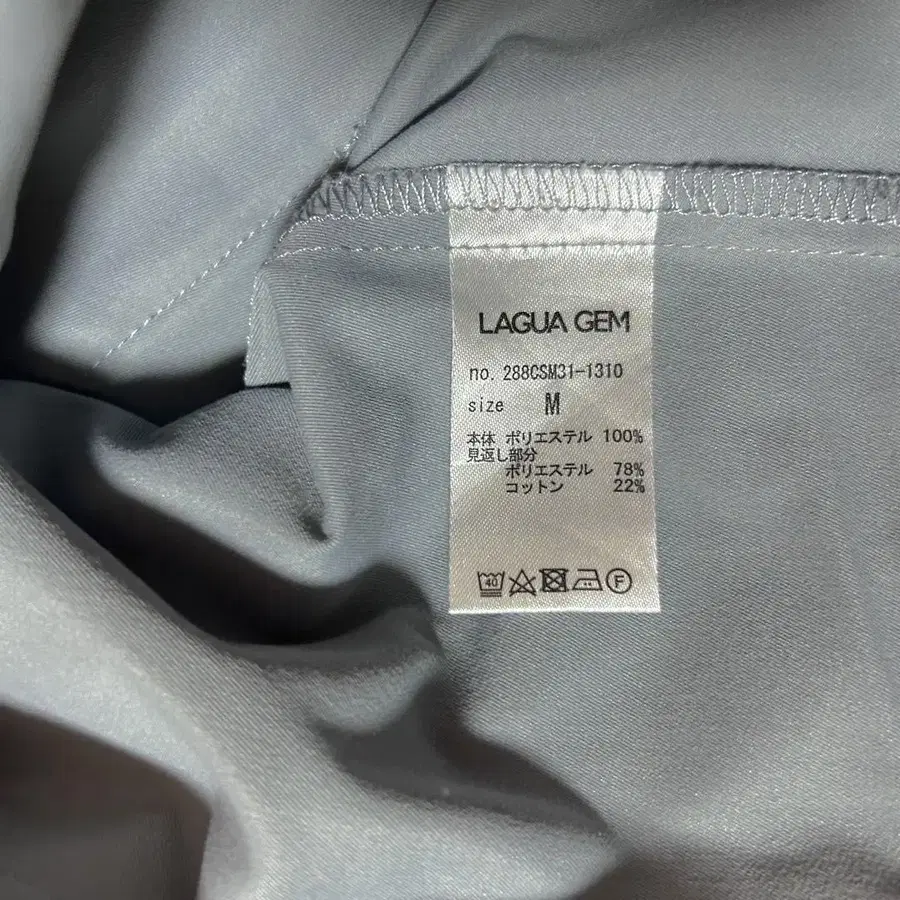 LAGUA GEM
no. 288CSM31-1310
size M
本体 ポリエステル 100%
見返し部分
ポリエステル 78%
コットン 22%
40 F